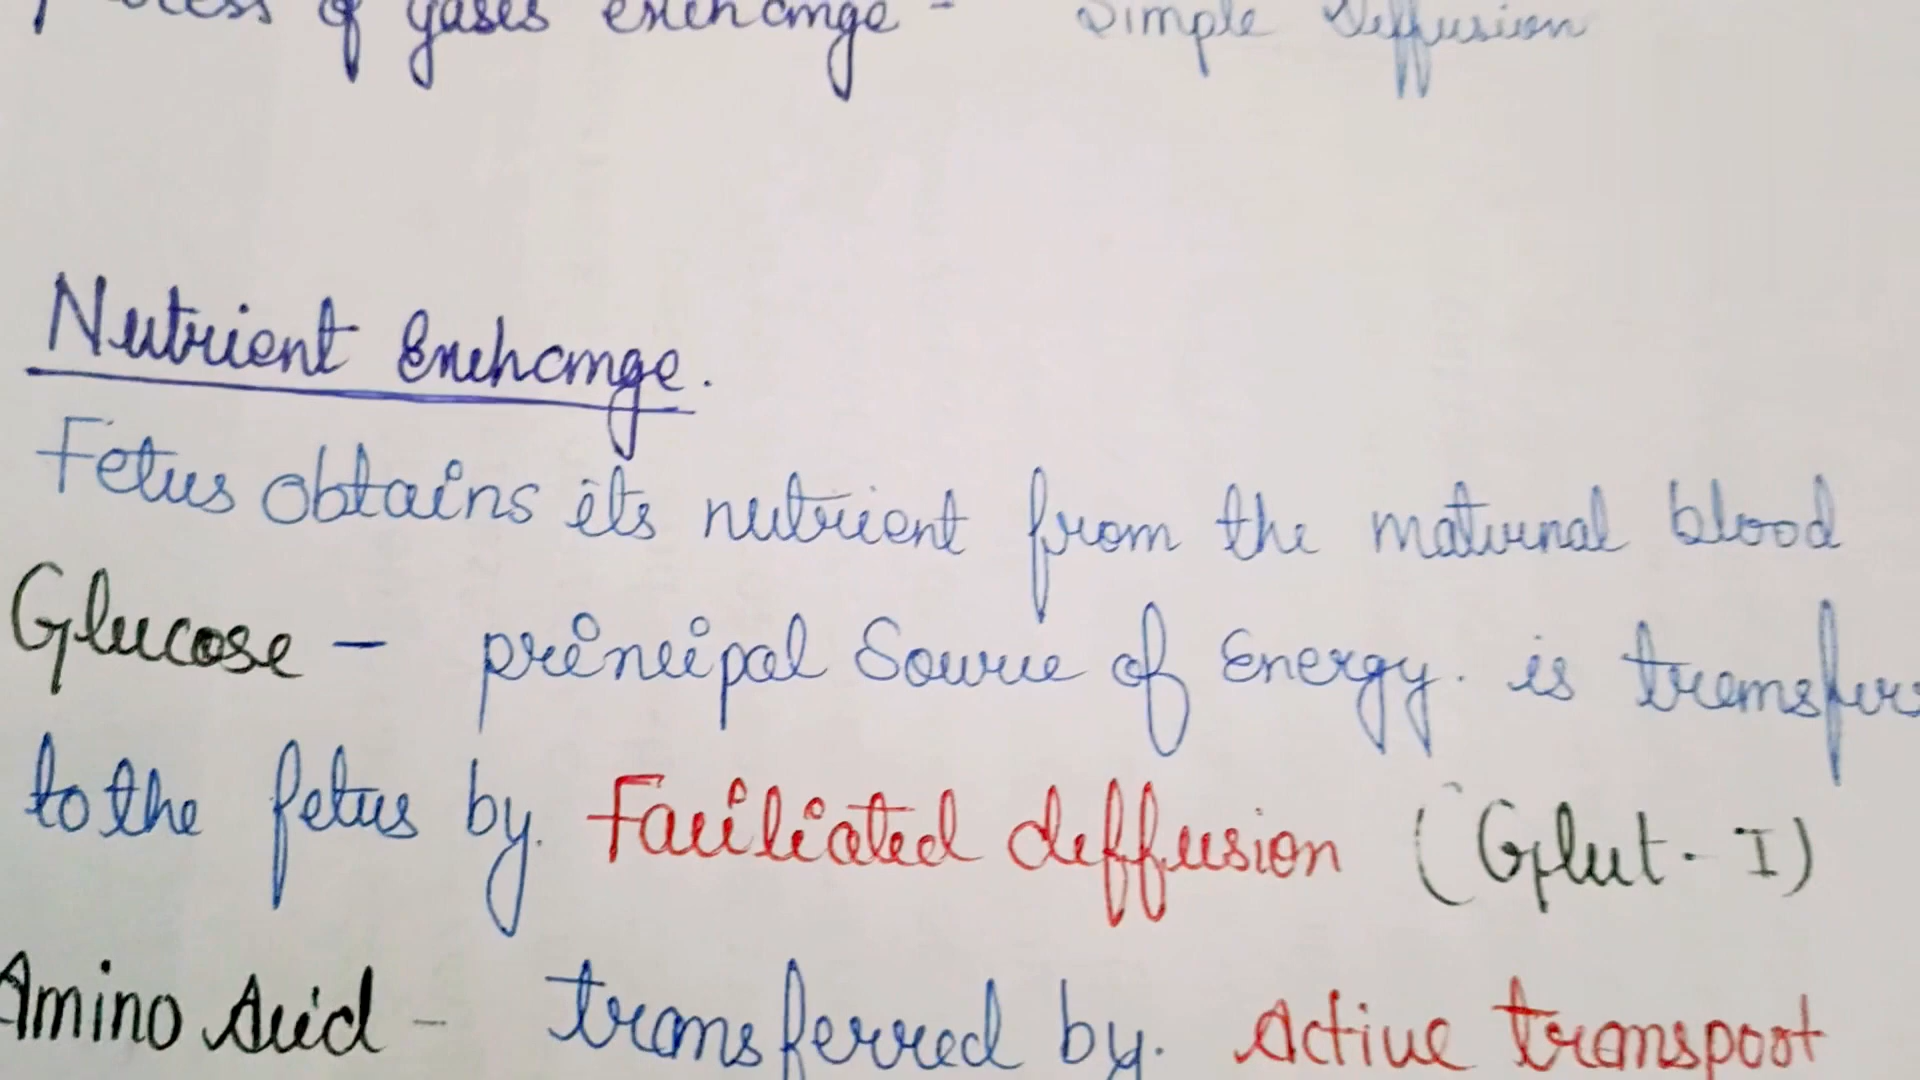 of gases exchange - Simple diffusion
Nutrient Exchange.
Fetus obtains its nutrient from the maternal blood
Glucose - principal Source of Energy. is transfer
to the fetus by. Faciliated diffusion (Glut-I)
Amino Acid - transferred by. Active transport